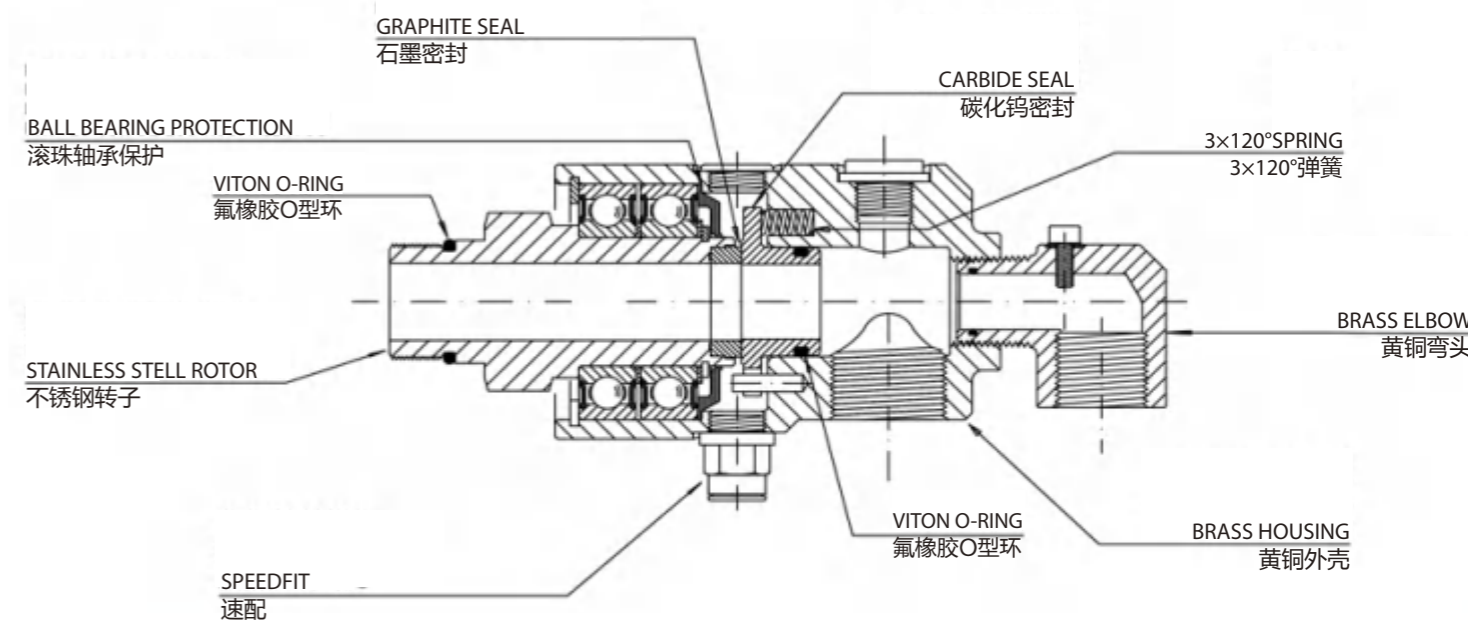 GRAPHITE SEAL
石墨密封
CARBIDE SEAL
碳化钨密封
BALL BEARING PROTECTION
滚珠轴承保护
3×120°SPRING
3×120°弹簧
VITON O-RING
氟橡胶O型环
BRASS ELBOW
黄铜弯头
STAINLESS STELL ROTOR
不锈钢转子
VITON O-RING
氟橡胶O型环
BRASS HOUSING
黄铜外壳
SPEEDFIT
速配